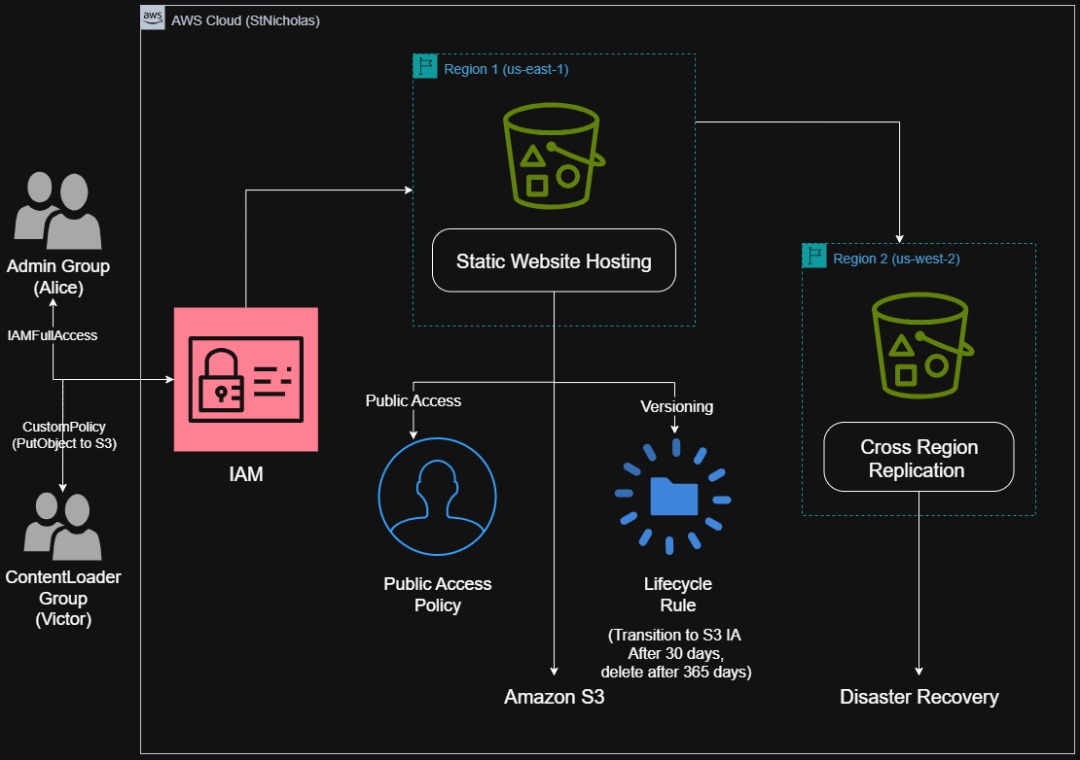 aws
AWS Cloud (StNicholas)
Region 1 (us-east-1)
Static Website Hosting
Region 2 (us-west-2)
Cross Region
Replication
Admin Group
(Alice)
IAMFullAccess
CustomPolicy
(PutObject to S3)
ContentLoader
Group
(Victor)
IAM
Public Access
Versioning
Public Access
Policy
Lifecycle
Rule
(Transition to S3 IA
After 30 days,
delete after 365 days)
Amazon S3
Disaster Recovery